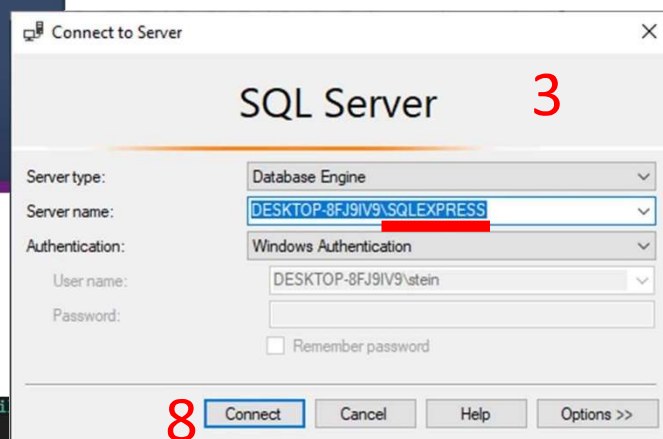 Connect to Server
SQL Server
3
Server type: Database Engine
Server name: DESKTOP-8FJ9IV9\SQLEXPRESS
Authentication: Windows Authentication
User name: DESKTOP-8FJ9IV9\stein
Password:
Remember password
8
Connect Cancel Help Options >>